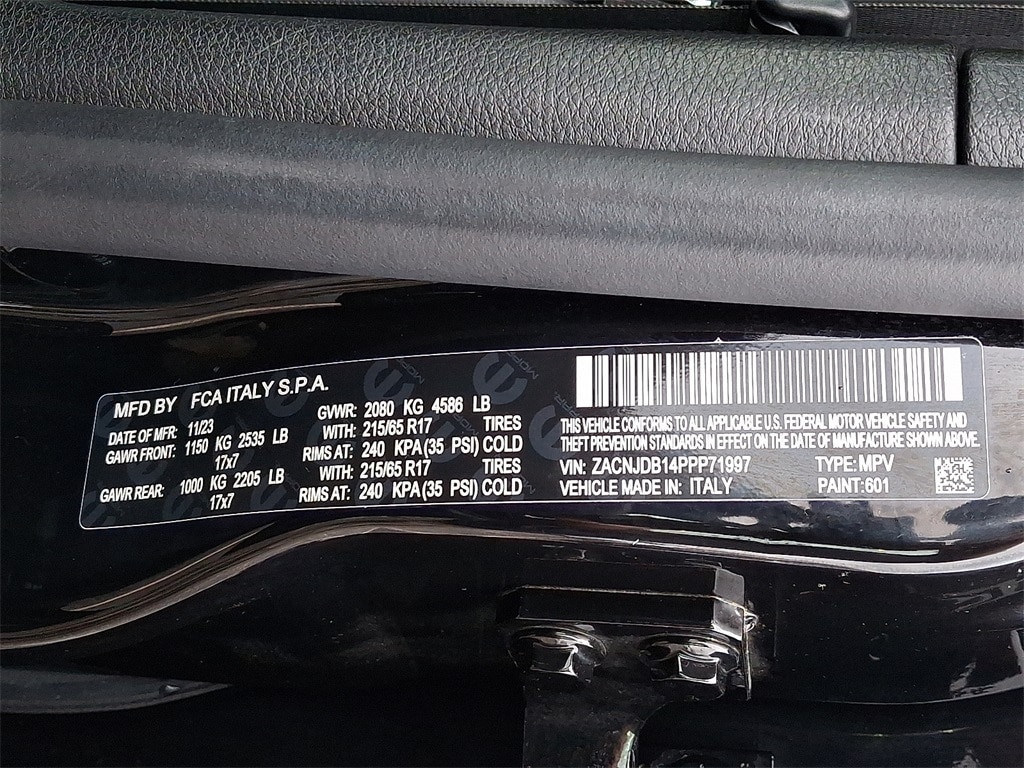 MFD BY FCA ITALY S.P.A.
DATE OF MFR: 11/23 GVWR: 2080 KG 4586 LB
GAWR FRONT: 1150 KG 2535 LB WITH: 215/65 R17 TIRES
17x7 RIMS AT: 240 KPA (35 PSI) COLD
GAWR REAR: 1000 KG 2205 LB WITH: 215/65 R17 TIRES
17x7 RIMS AT: 240 KPA (35 PSI) COLD
THIS VEHICLE CONFORMS TO ALL APPLICABLE U.S. FEDERAL MOTOR VEHICLE SAFETY AND
THEFT PREVENTION STANDARDS IN EFFECT ON THE DATE OF MANUFACTURE SHOWN ABOVE.
VIN: ZACNJDB14PPP71997 TYPE: MPV
VEHICLE MADE IN: ITALY PAINT:601